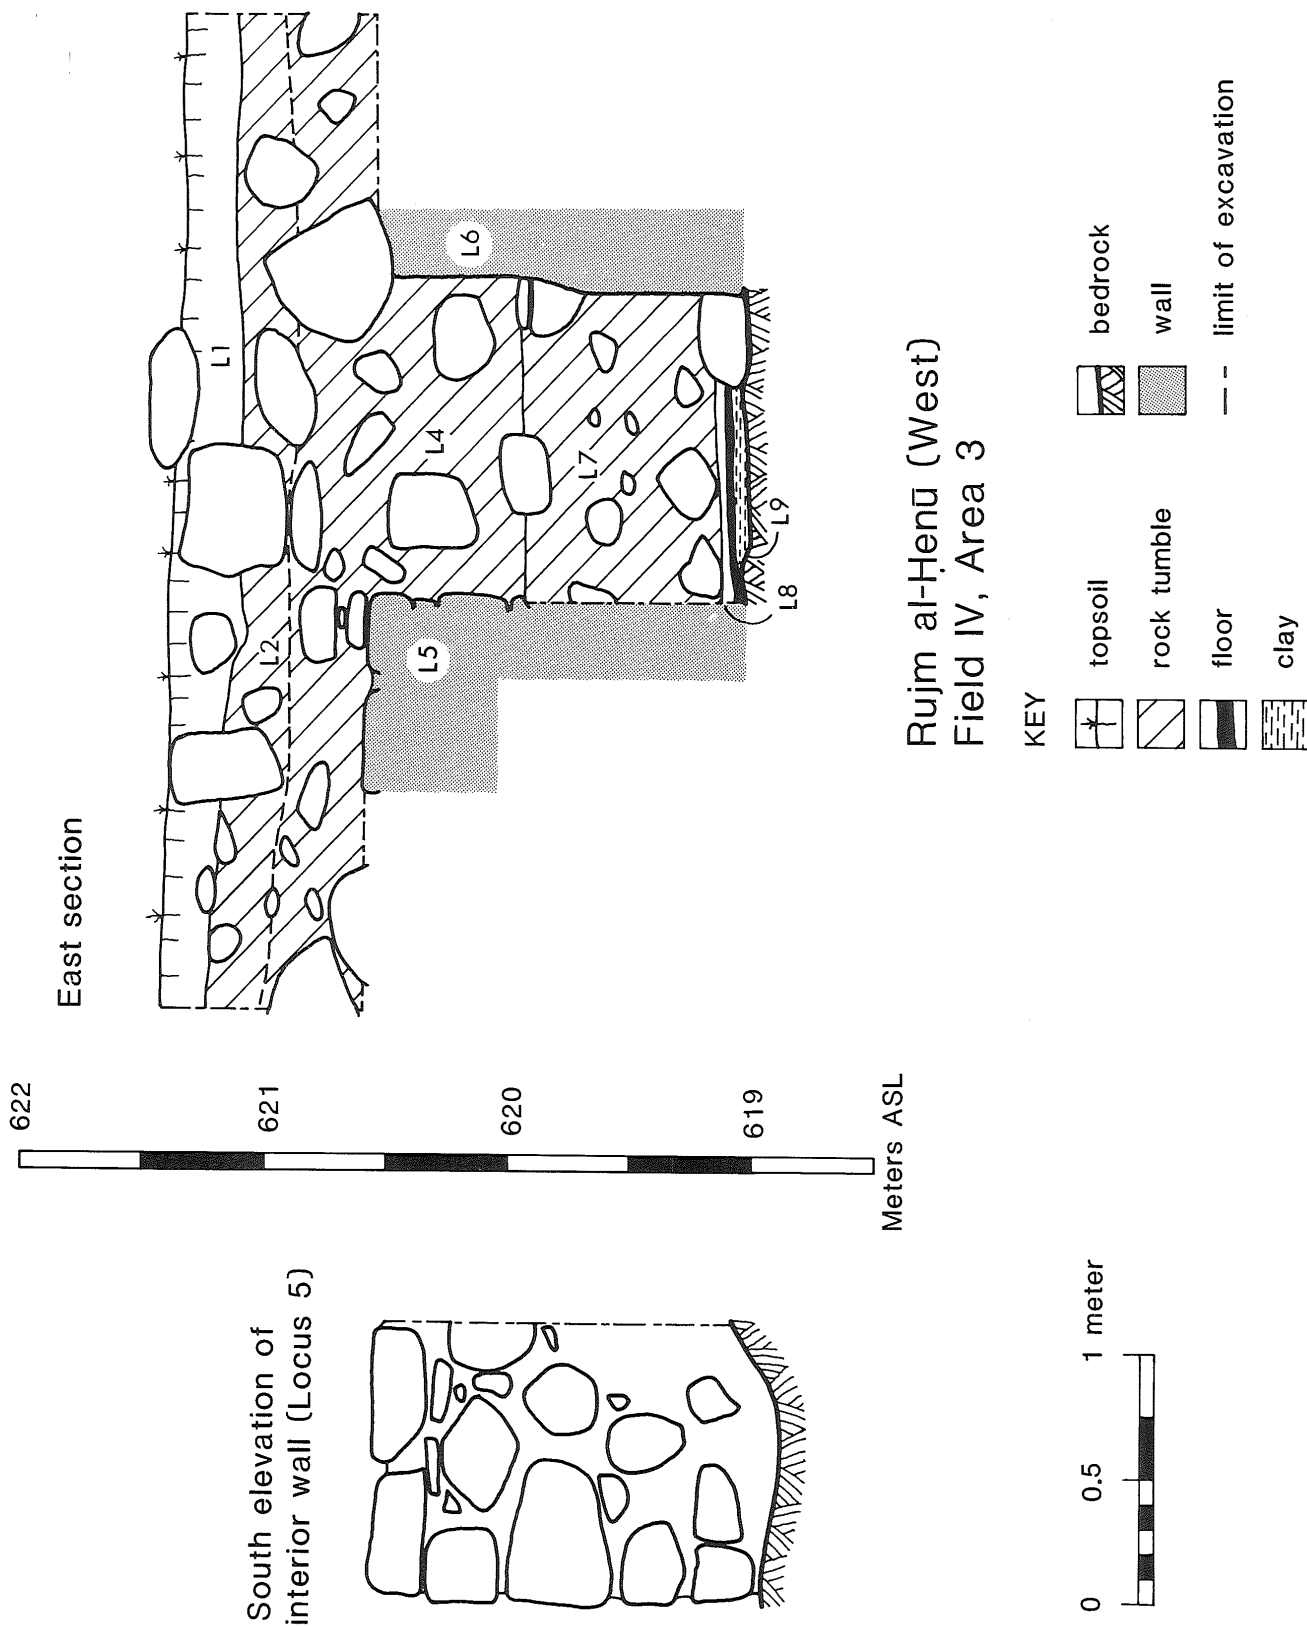 East section
L1
L2
L4
L5
L6
L7
L8
L9
622
621
620
619
Meters ASL
South elevation of
interior wall (Locus 5)
0
0.5
1 meter
Rujm al-Ḥenū (West)
Field IV, Area 3
KEY
topsoil
rock tumble
floor
clay
bedrock
wall
limit of excavation